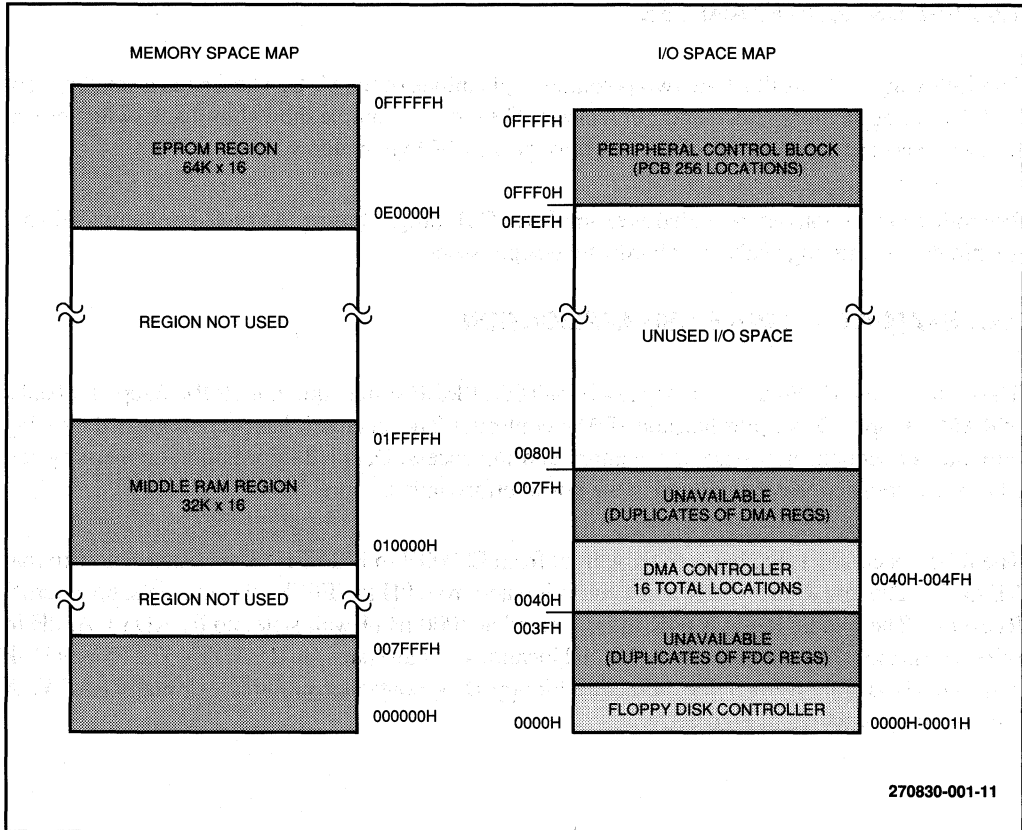 MEMORY SPACE MAP
0FFFFFH
EPROM REGION
64K x 16
0E0000H
REGION NOT USED
01FFFFH
MIDDLE RAM REGION
32K x 16
010000H
REGION NOT USED
007FFFH
000000H
I/O SPACE MAP
0FFFFH
PERIPHERAL CONTROL BLOCK
(PCB 256 LOCATIONS)
0FFF0H
0FFEFH
UNUSED I/O SPACE
0080H
007FH
UNAVAILABLE
(DUPLICATES OF DMA REGS)
DMA CONTROLLER
16 TOTAL LOCATIONS
0040H-004FH
0040H
003FH
UNAVAILABLE
(DUPLICATES OF FDC REGS)
FLOPPY DISK CONTROLLER
0000H
0000H-0001H
270830-001-11